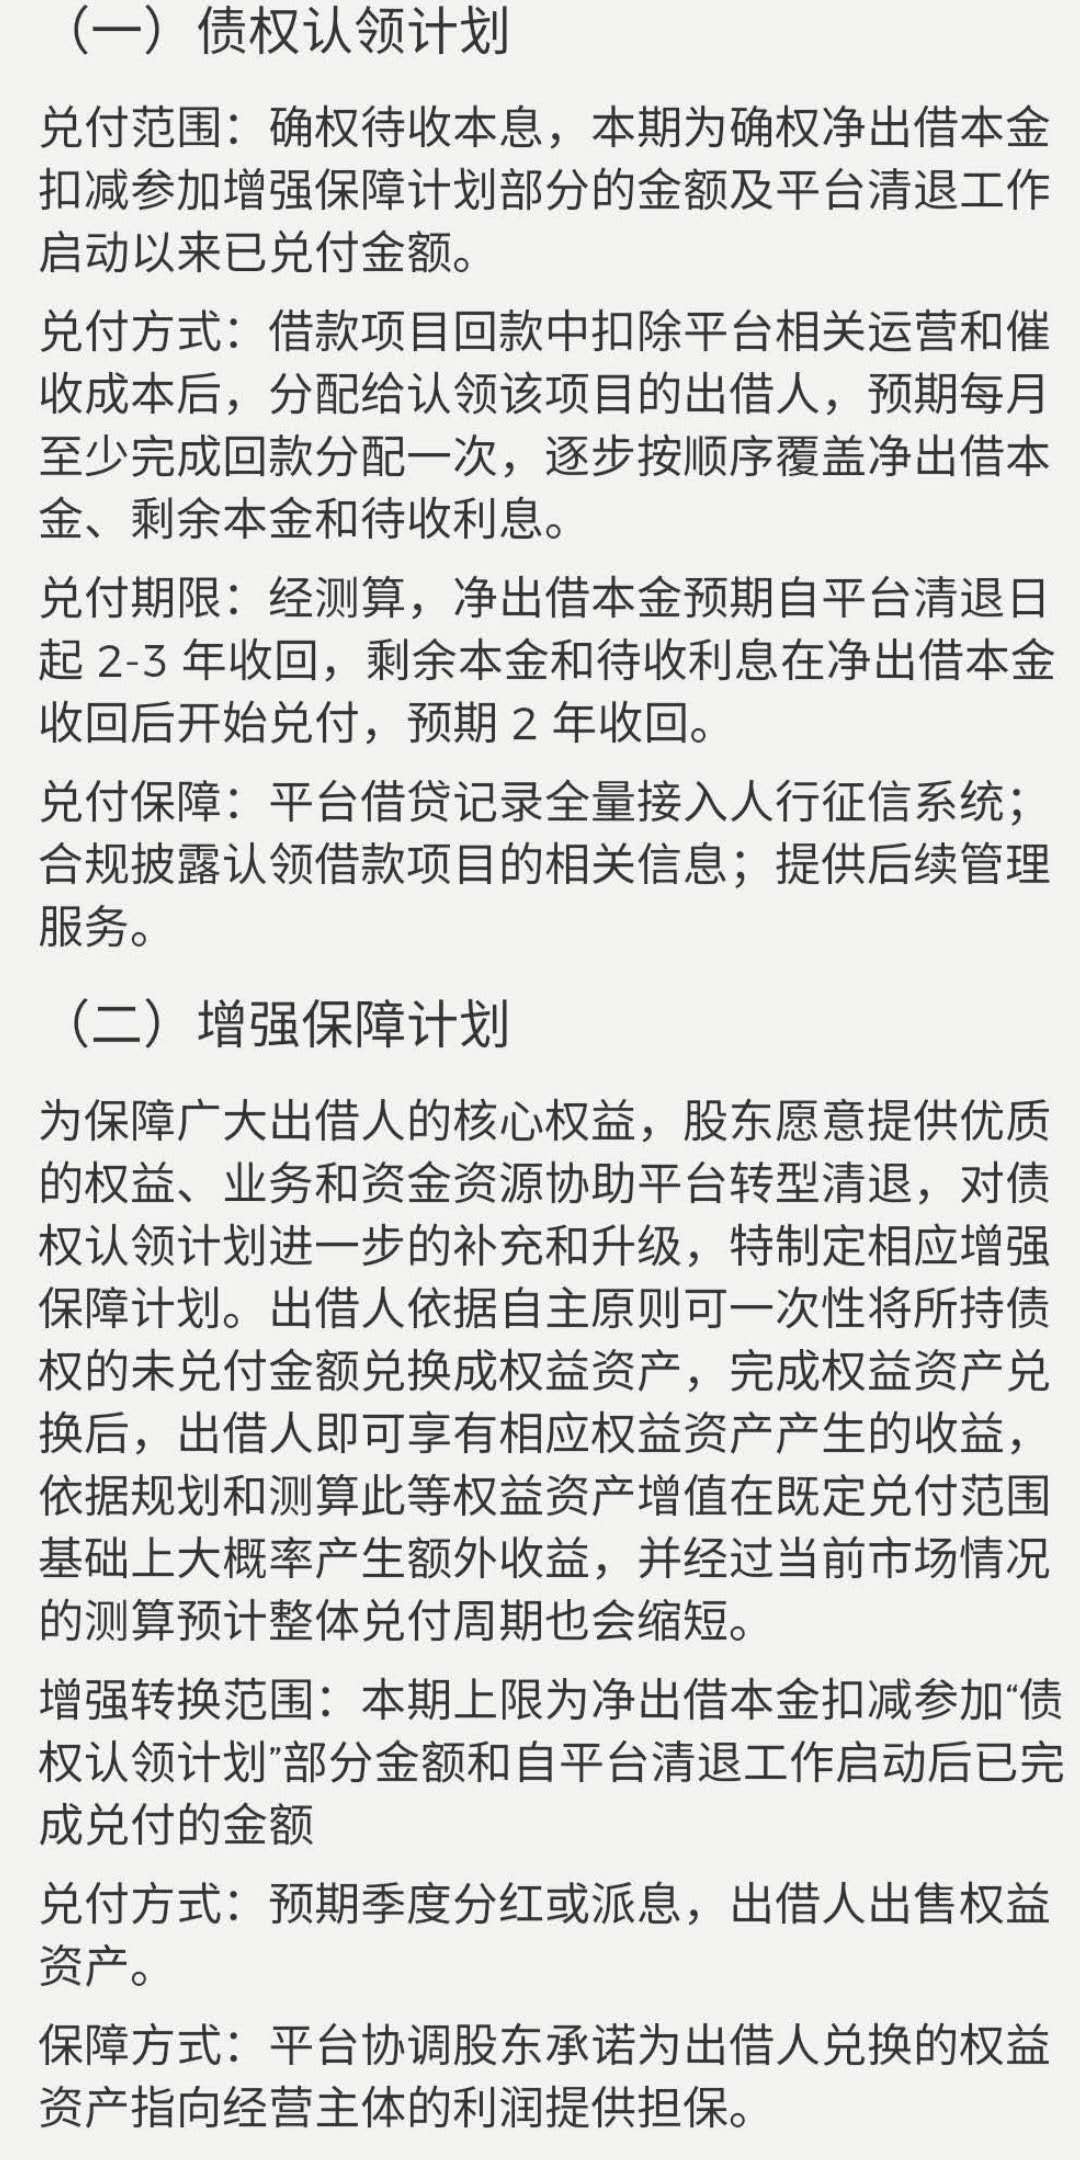 （一）债权认领计划
兑付范围：确权待收本息，本期为确权净出借本金
扣减参加增强保障计划部分的金额及平台清退工作
启动以来已兑付金额。
兑付方式：借款项目回款中扣除平台相关运营和催
收成本后，分配给认领该项目的出借人，预期每月
至少完成回款分配一次，逐步按顺序覆盖净出借本
金、剩余本金和待收利息。
兑付期限：经测算，净出借本金预期自平台清退日
起 2-3 年收回，剩余本金和待收利息在净出借本金
收回后开始兑付，预期 2 年收回。
兑付保障：平台借贷记录全量接入人行征信系统；
合规披露认领借款项目的相关信息；提供后续管理
服务。
（二）增强保障计划
为保障广大出借人的核心权益，股东愿意提供优质
的权益、业务和资金资源协助平台转型清退，对债
权认领计划进一步的补充和升级，特制定相应增强
保障计划。出借人依据自主原则可一次性将所持债
权的未兑付金额兑换成权益资产，完成权益资产兑
换后，出借人即可享有相应权益资产产生的收益，
依据规划和测算此等权益资产增值在既定兑付范围
基础上大概率产生额外收益，并经过当前市场情况
的测算预计整体兑付周期也会缩短。
增强转换范围：本期上限为净出借本金扣减参加“债
权认领计划”部分金额和自平台清退工作启动后已完
成兑付的金额
兑付方式：预期季度分红或派息，出借人出售权益
资产。
保障方式：平台协调股东承诺为出借人兑换的权益
资产指向经营主体的利润提供担保。